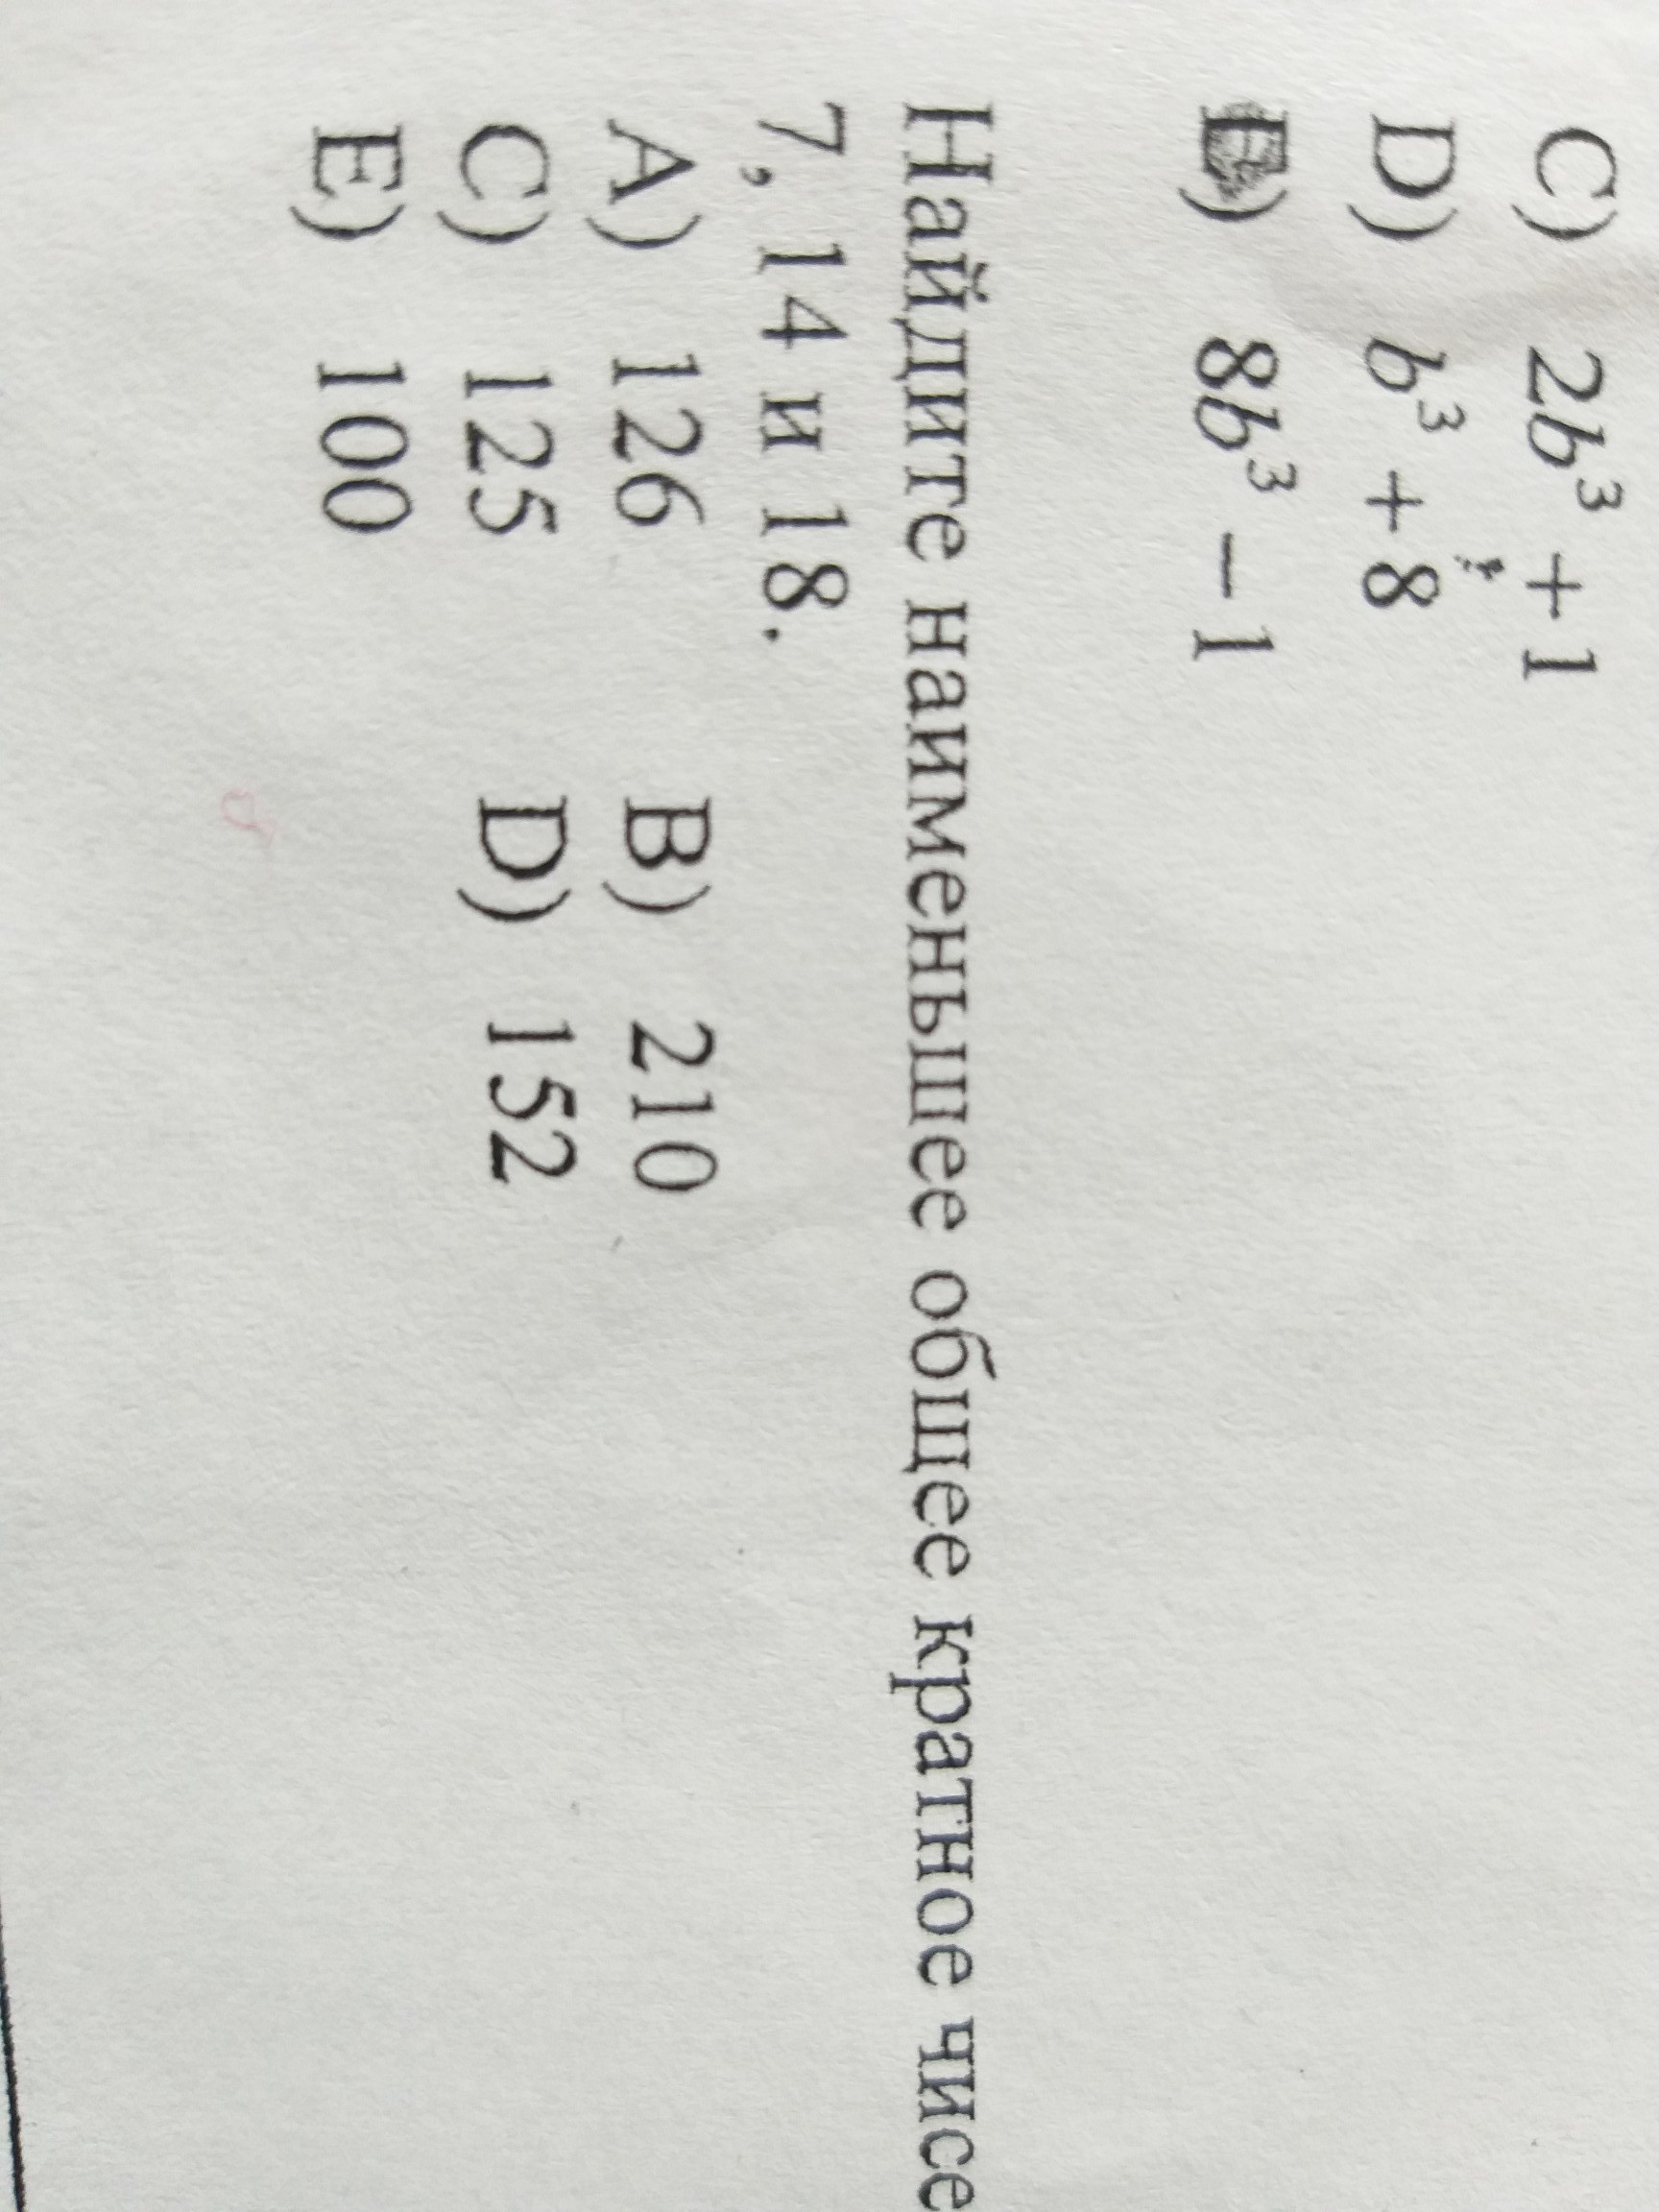 C) 2b³ + 1
D) b³ + 8
E) 8b³ − 1
Найдите наименьшее общее кратное чисе
7, 14 и 18.
A) 126 B) 210
C) 125 D) 152
E) 100